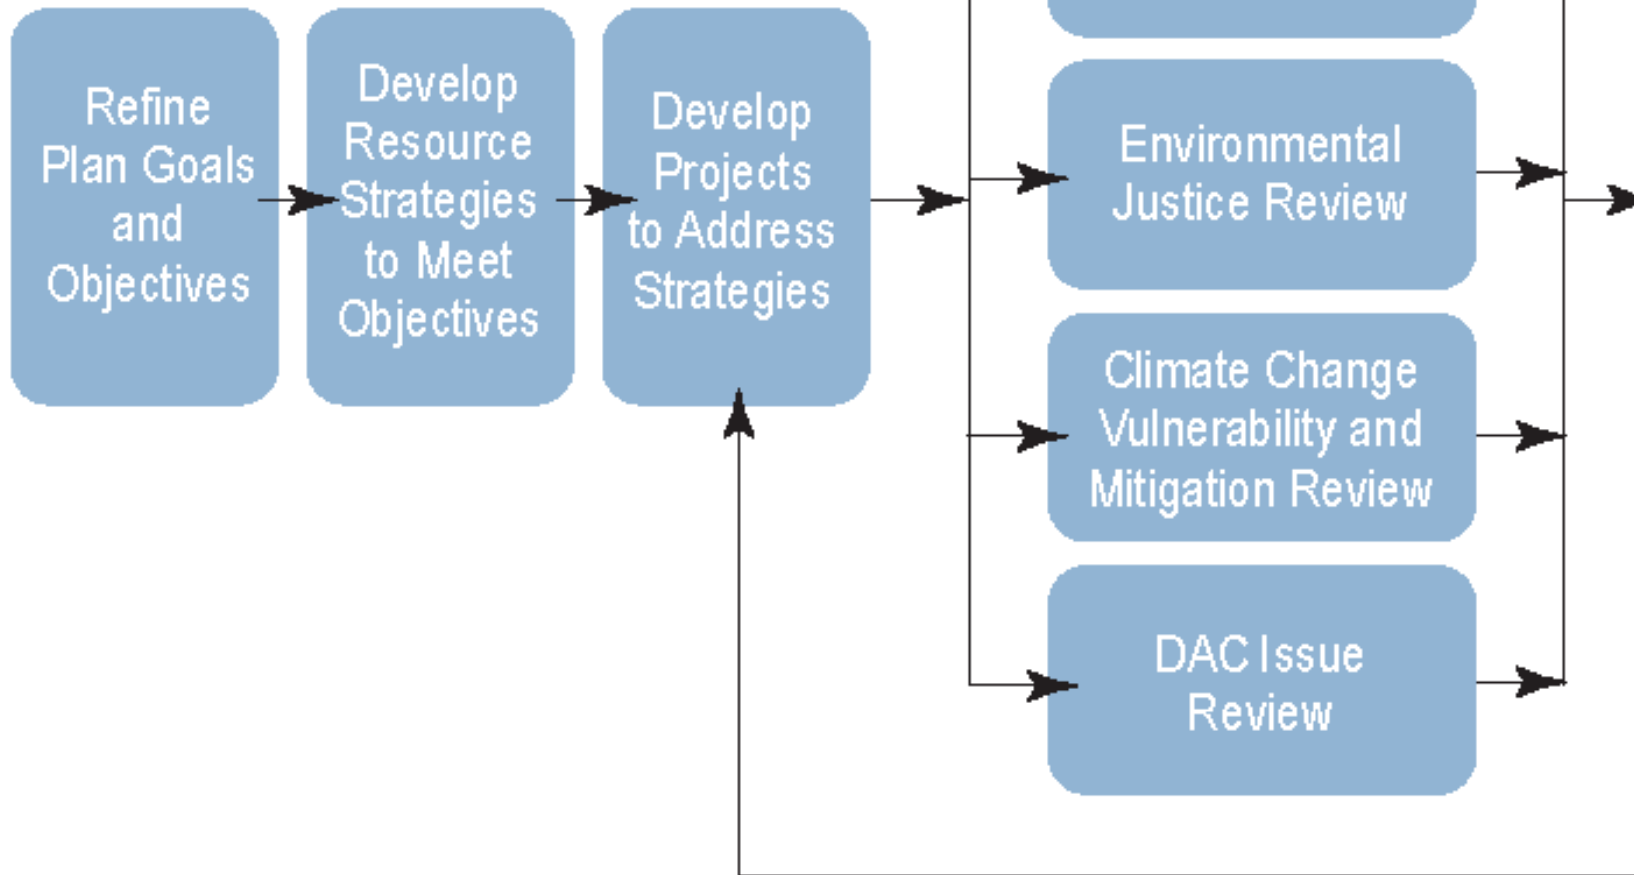 Refine
Plan Goals
and
Objectives
Develop
Resource
Strategies
to Meet
Objectives
Develop
Projects
to Address
Strategies
Environmental
Justice Review
Climate Change
Vulnerability and
Mitigation Review
DAC Issue
Review